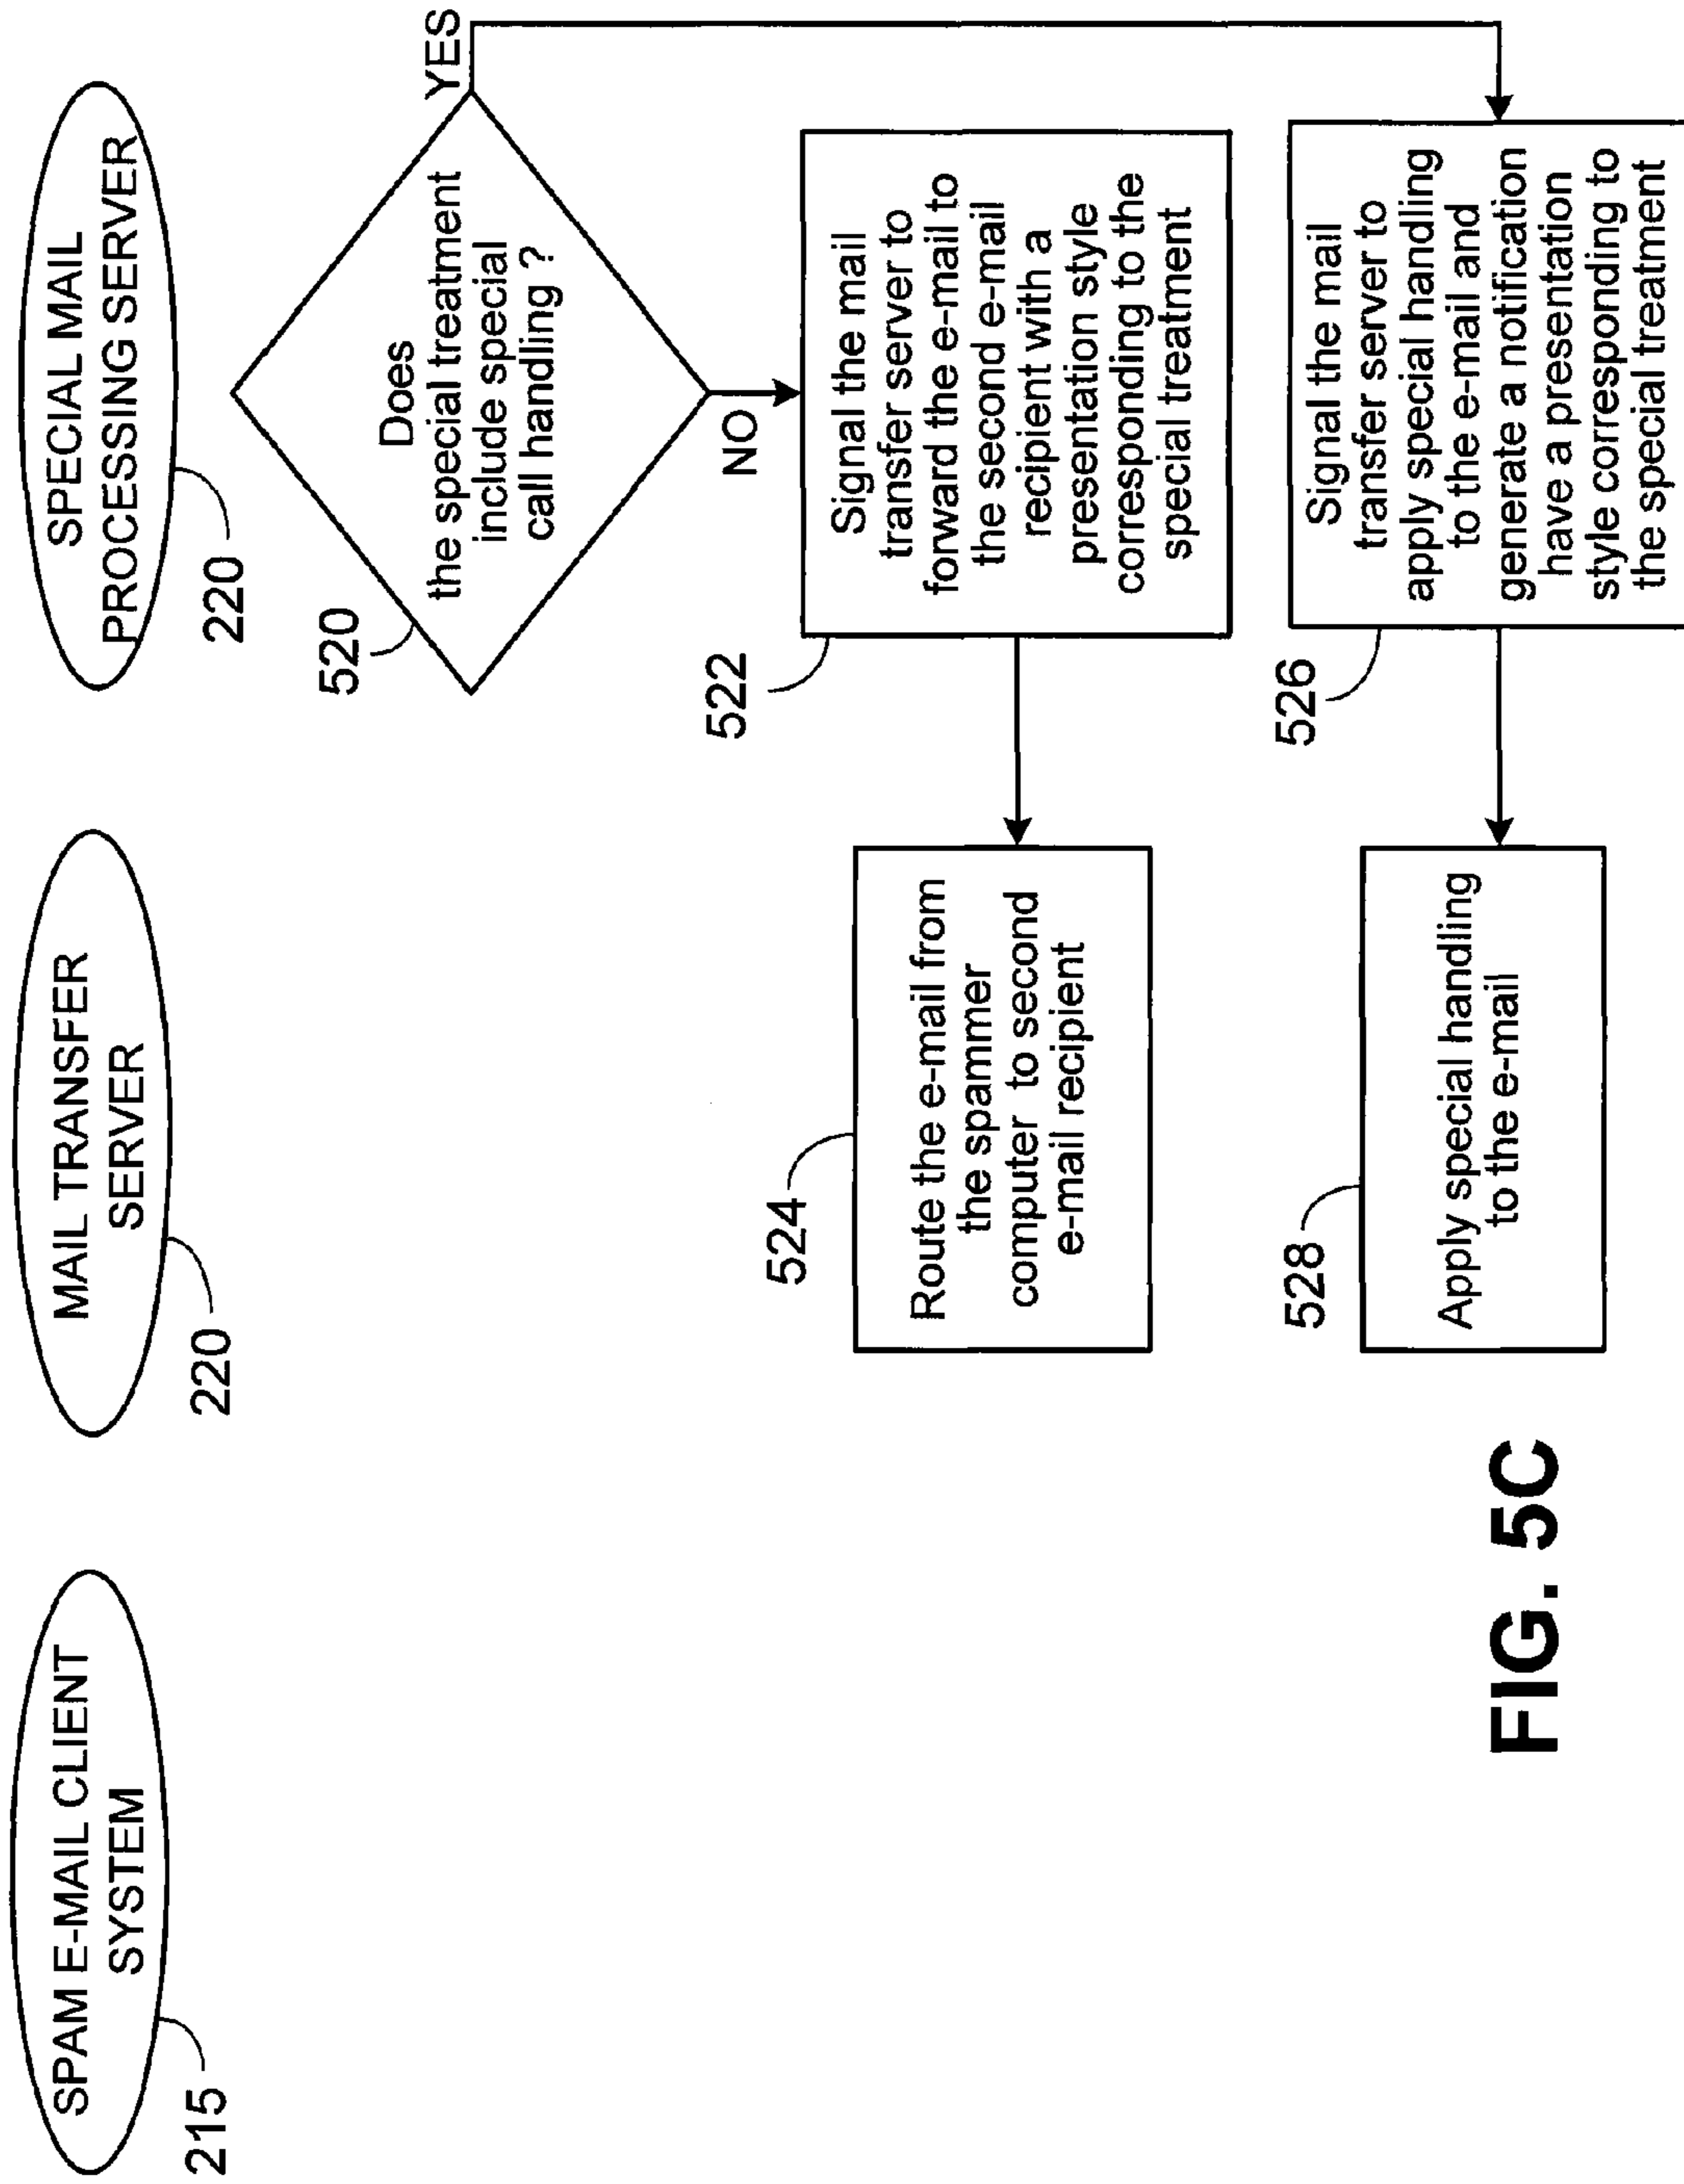 SPAM E-MAIL CLIENT
SYSTEM
215
MAIL TRANSFER
SERVER
220
SPECIAL MAIL
PROCESSING SERVER
220
520
Does
the special treatment
include special
call handling ?
YES
NO
522
Signal the mail
transfer server to
forward the e-mail to
the second e-mail
recipient with a
presentation style
corresponding to the
special treatment
524
Route the e-mail from
the spammer
computer to second
e-mail recipient
526
Signal the mail
transfer server to
apply special handling
to the e-mail and
generate a notification
have a presentation
style corresponding to
the special treatment
528
Apply special handling
to the e-mail
FIG. 5C